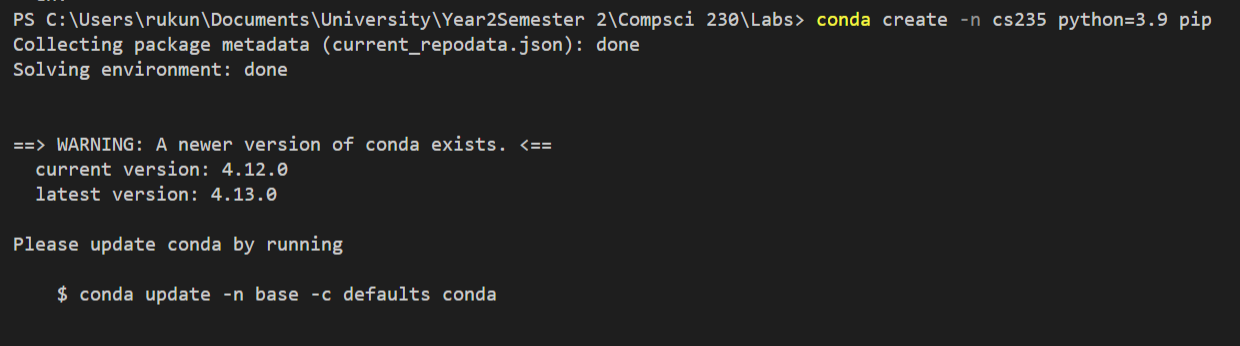 PS C:\Users\rukun\Documents\University\Year2Semester 2\Compsci 230\Labs> conda create -n cs235 python=3.9 pip
Collecting package metadata (current_repodata.json): done
Solving environment: done
==> WARNING: A newer version of conda exists. <==
  current version: 4.12.0
  latest version: 4.13.0
Please update conda by running
    $ conda update -n base -c defaults conda